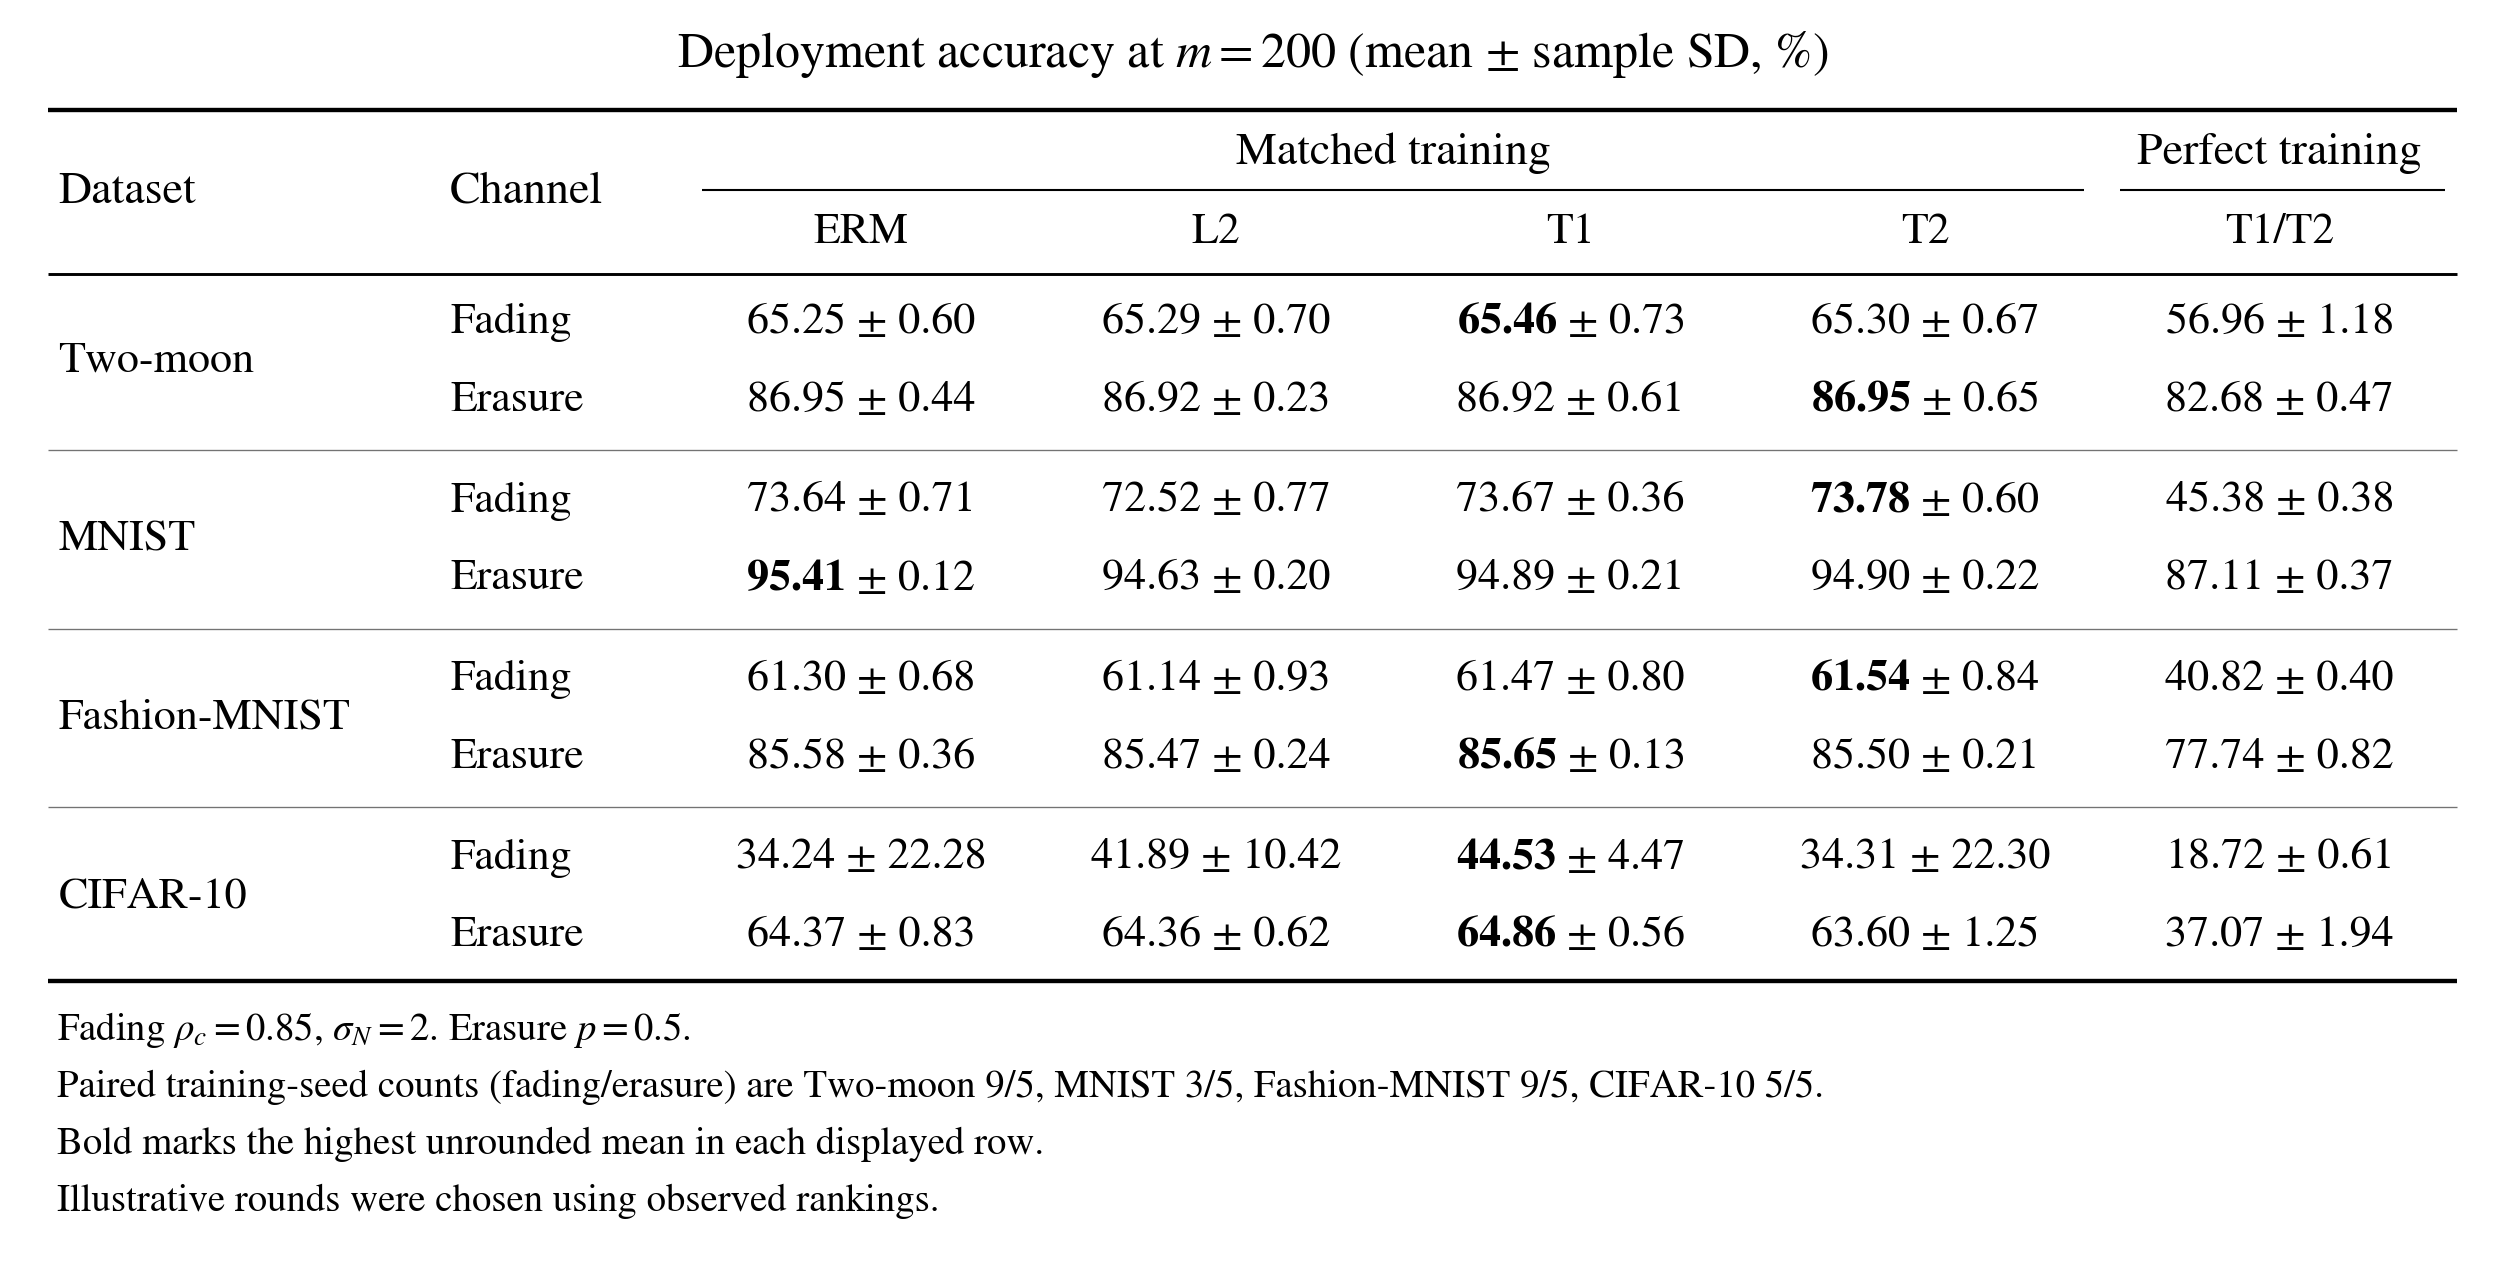 Deployment accuracy at m = 200 (mean ± sample SD, %)
Dataset Channel Matched training Perfect training
ERM L2 T1 T2 T1/T2
Two-moon
Fading 65.25 ± 0.60 65.29 ± 0.70 65.46 ± 0.73 65.30 ± 0.67 56.96 ± 1.18
Erasure 86.95 ± 0.44 86.92 ± 0.23 86.92 ± 0.61 86.95 ± 0.65 82.68 ± 0.47
MNIST
Fading 73.64 ± 0.71 72.52 ± 0.77 73.67 ± 0.36 73.78 ± 0.60 45.38 ± 0.38
Erasure 95.41 ± 0.12 94.63 ± 0.20 94.89 ± 0.21 94.90 ± 0.22 87.11 ± 0.37
Fashion-MNIST
Fading 61.30 ± 0.68 61.14 ± 0.93 61.47 ± 0.80 61.54 ± 0.84 40.82 ± 0.40
Erasure 85.58 ± 0.36 85.47 ± 0.24 85.65 ± 0.13 85.50 ± 0.21 77.74 ± 0.82
CIFAR-10
Fading 34.24 ± 22.28 41.89 ± 10.42 44.53 ± 4.47 34.31 ± 22.30 18.72 ± 0.61
Erasure 64.37 ± 0.83 64.36 ± 0.62 64.86 ± 0.56 63.60 ± 1.25 37.07 ± 1.94
Fading ρc = 0.85, σN = 2. Erasure p = 0.5.
Paired training-seed counts (fading/erasure) are Two-moon 9/5, MNIST 3/5, Fashion-MNIST 9/5, CIFAR-10 5/5.
Bold marks the highest unrounded mean in each displayed row.
Illustrative rounds were chosen using observed rankings.